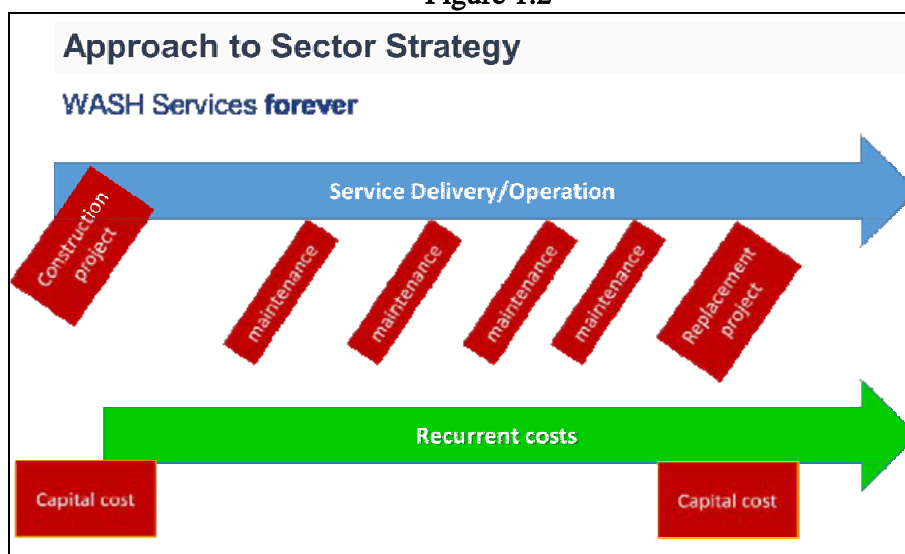 Figure 1.2
Approach to Sector Strategy
WASH Services forever
Service Delivery/Operation
Construction
project
maintenance
maintenance
maintenance
maintenance
Replacement
project
Recurrent costs
Capital cost
Capital cost